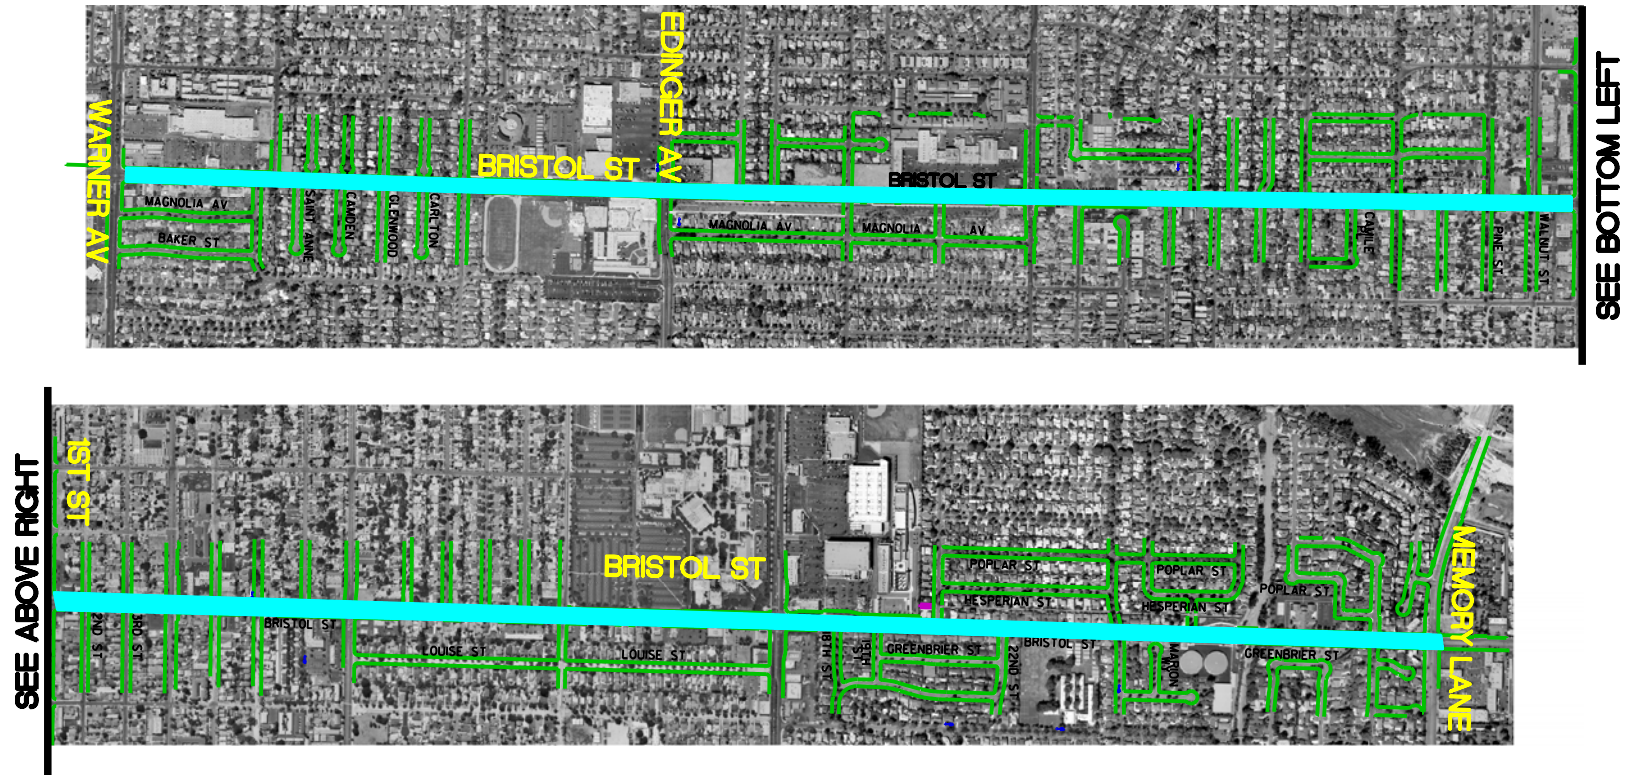 WARNER AV
EDINGER AV
BRISTOL ST
BRISTOL ST
SEE BOTTOM LEFT
MAGNOLIA AV
BAKER ST
SAINT ANNE
CAMDEN
GLENWOOD
CARLTON
MAGNOLIA AV
MAGNOLIA AV
CAMILE
PINE ST
WALNUT ST
SEE ABOVE RIGHT
1ST ST
2ND ST
3RD ST
BRISTOL ST
LOUISE ST
LOUISE ST
BRISTOL ST
18TH ST
19TH ST
GREENBRIER ST
22ND ST
BRISTOL ST
POPLAR ST
HESPERIAN ST
POPLAR ST
HESPERIAN ST
MARION
POPLAR ST
GREENBRIER ST
MEMORY LANE